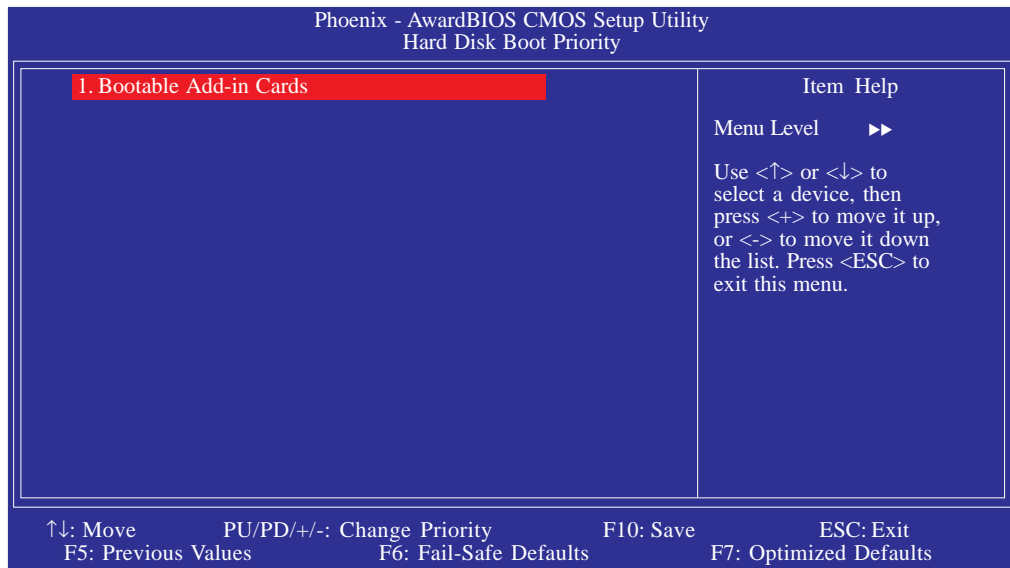 Phoenix - AwardBIOS CMOS Setup Utility
Hard Disk Boot Priority
1. Bootable Add-in Cards
Item Help
Menu Level ▶▶
Use <↑> or <↓> to
select a device, then
press <+> to move it up,
or <-> to move it down
the list. Press <ESC> to
exit this menu.
↑↓: Move PU/PD/+/-: Change Priority F10: Save ESC: Exit
F5: Previous Values F6: Fail-Safe Defaults F7: Optimized Defaults